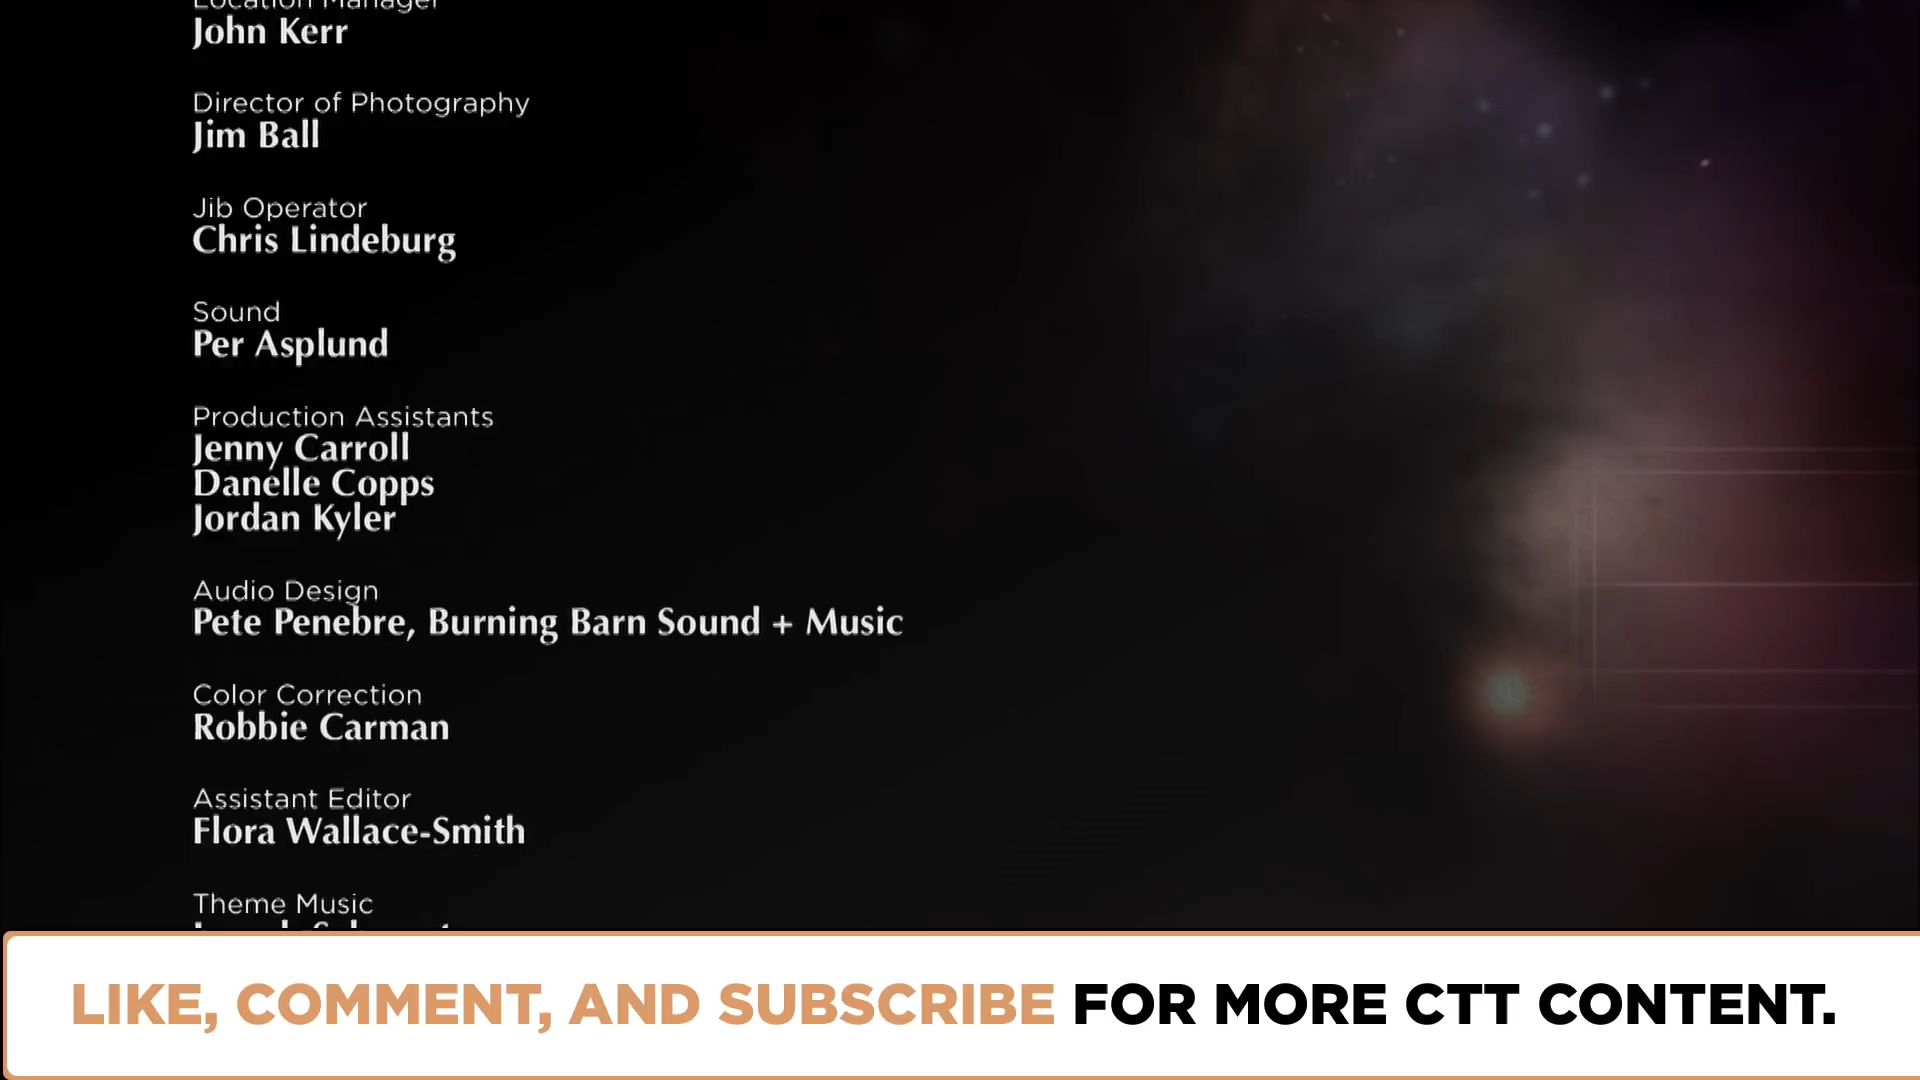 Location Manager
John Kerr
Director of Photography
Jim Ball
Jib Operator
Chris Lindeburg
Sound
Per Asplund
Production Assistants
Jenny Carroll
Danelle Copps
Jordan Kyler
Audio Design
Pete Penebre, Burning Barn Sound + Music
Color Correction
Robbie Carman
Assistant Editor
Flora Wallace-Smith
Theme Music
LIKE, COMMENT, AND SUBSCRIBE FOR MORE CTT CONTENT.